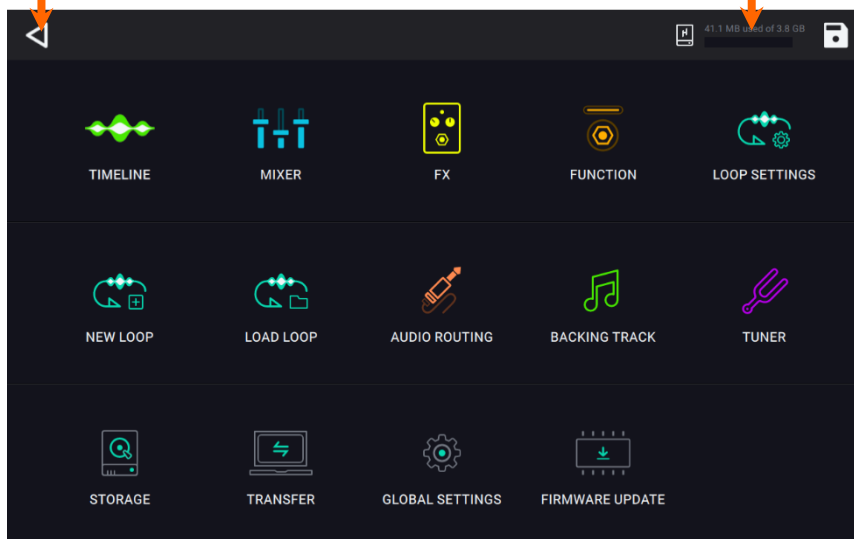 41.1 MB used of 3.8 GB
TIMELINE
MIXER
FX
FUNCTION
LOOP SETTINGS
NEW LOOP
LOAD LOOP
AUDIO ROUTING
BACKING TRACK
TUNER
STORAGE
TRANSFER
GLOBAL SETTINGS
FIRMWARE UPDATE